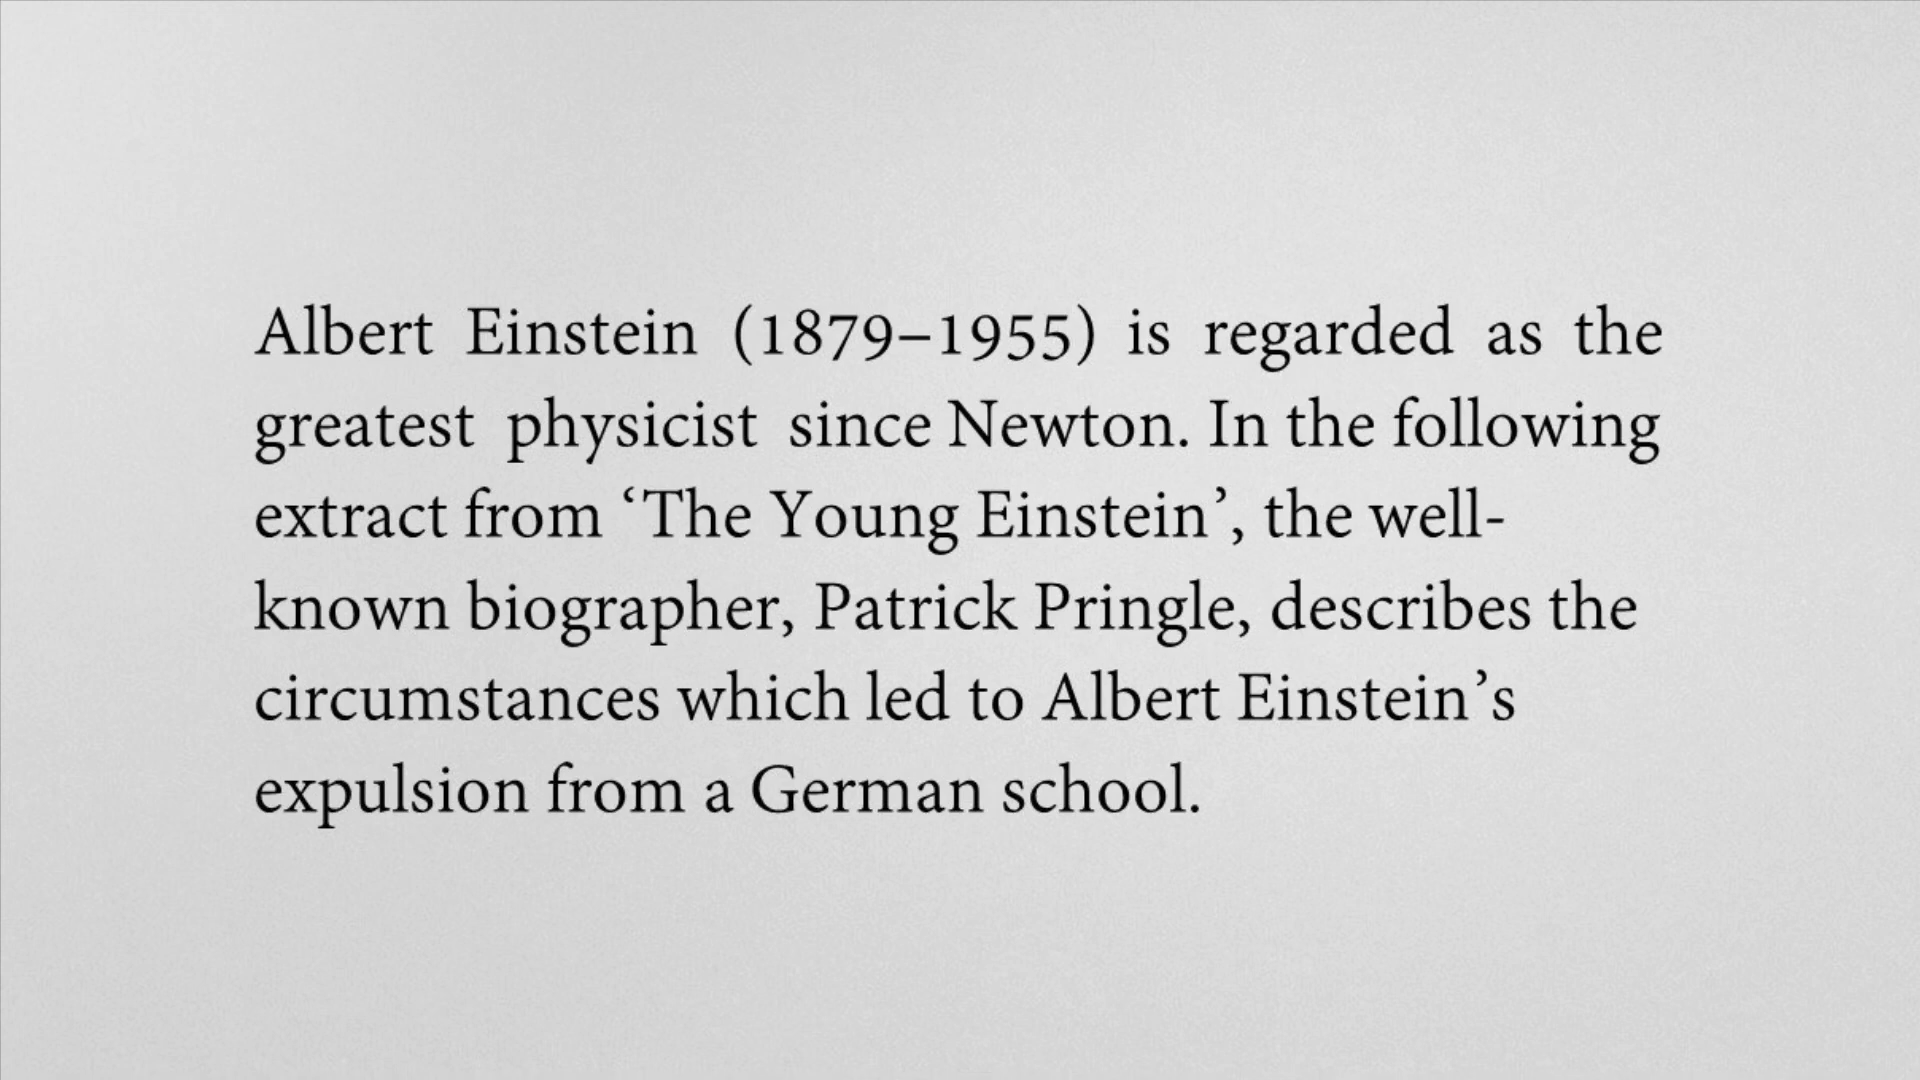 Albert Einstein (1879–1955) is regarded as the
greatest physicist since Newton. In the following
extract from ‘The Young Einstein’, the well-
known biographer, Patrick Pringle, describes the
circumstances which led to Albert Einstein’s
expulsion from a German school.